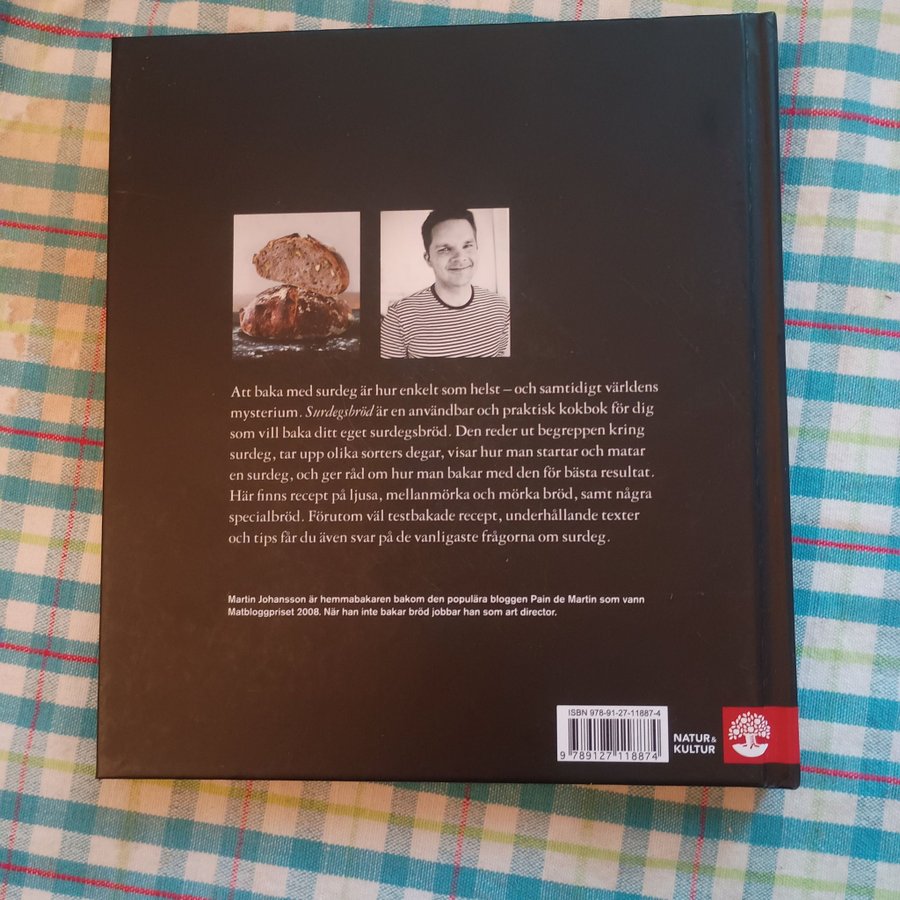 Att baka med surdeg är hur enkelt som helst – och samtidigt världens
mysterium. Surdegsbröd är en användbar och praktisk kokbok för dig
som vill baka ditt eget surdegsbröd. Den reder ut begreppen kring
surdeg, tar upp olika sorters degar, visar hur man startar och matar
en surdeg, och ger råd om hur man bakar med den för bästa resultat.
Här finns recept på ljusa, mellanmörka och mörka bröd, samt några
specialbröd. Förutom väl testbakade recept, underhållande texter
och tips får du även svar på de vanligaste frågorna om surdeg.
Martin Johansson är hemmabakaren bakom den populära bloggen Pain de Martin som vann
Matbloggpriset 2008. När han inte bakar bröd jobbar han som art director.
ISBN 978-91-27-11887-4
9 789127 118874
NATUR&
KULTUR